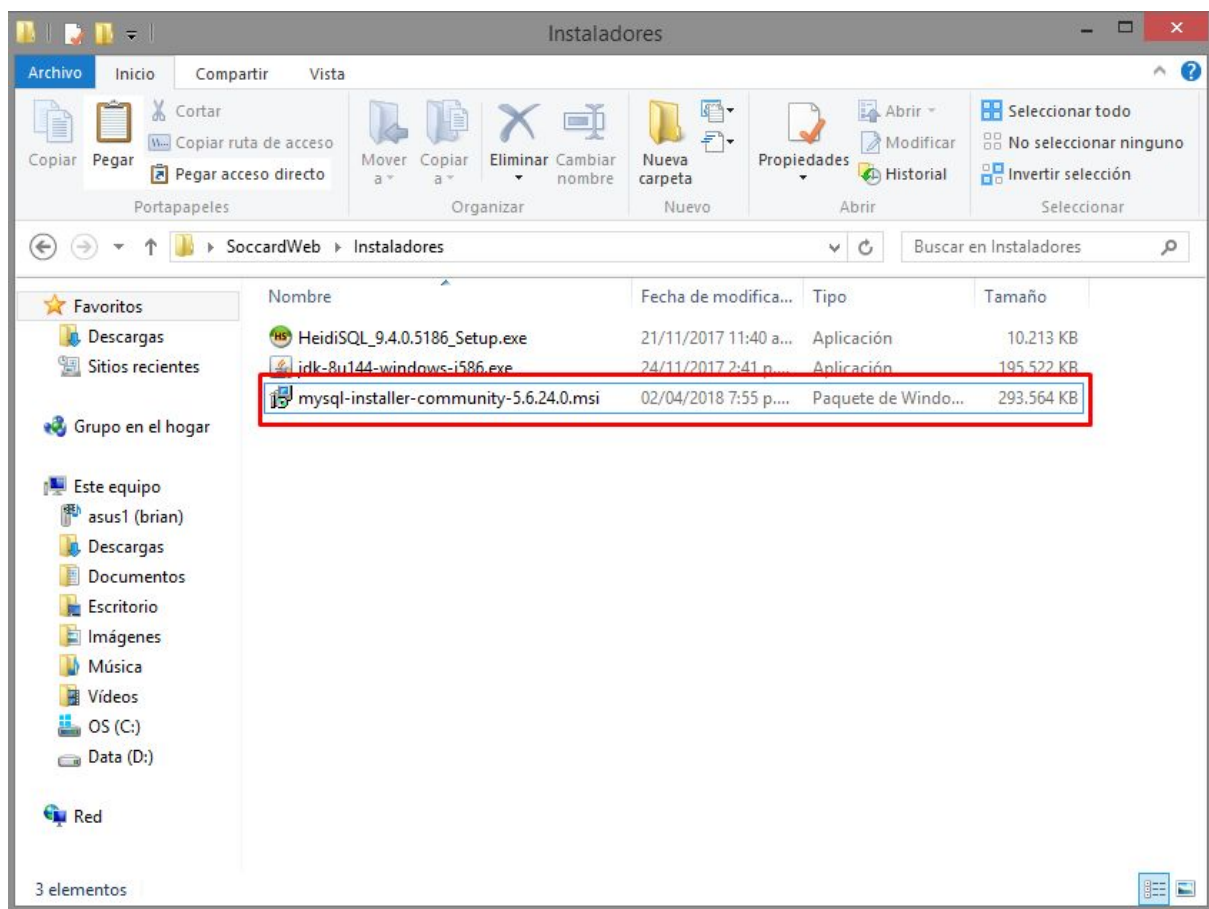 Instaladores
Archivo Inicio Compartir Vista
Copiar
Pegar
Cortar
Copiar ruta de acceso
Pegar acceso directo
Mover a
Copiar a
Eliminar
Cambiar nombre
Nueva carpeta
Propiedades
Abrir
Modificar
Historial
Seleccionar todo
No seleccionar ninguno
Invertir selección
Portapapeles Organizar Nuevo Abrir Seleccionar
SoccardWeb Instaladores Buscar en Instaladores
Nombre Fecha de modifica... Tipo Tamaño
HeidiSQL_9.4.0.5186_Setup.exe 21/11/2017 11:40 a... Aplicación 10.213 KB
jdk-8u144-windows-i586.exe 24/11/2017 2:41 p.... Aplicación 195.522 KB
mysql-installer-community-5.6.24.0.msi 02/04/2018 7:55 p.... Paquete de Windo... 293.564 KB
Favoritos
Descargas
Sitios recientes
Grupo en el hogar
Este equipo
asus1 (brian)
Descargas
Documentos
Escritorio
Imágenes
Música
Vídeos
OS (C:)
Data (D:)
Red
3 elementos